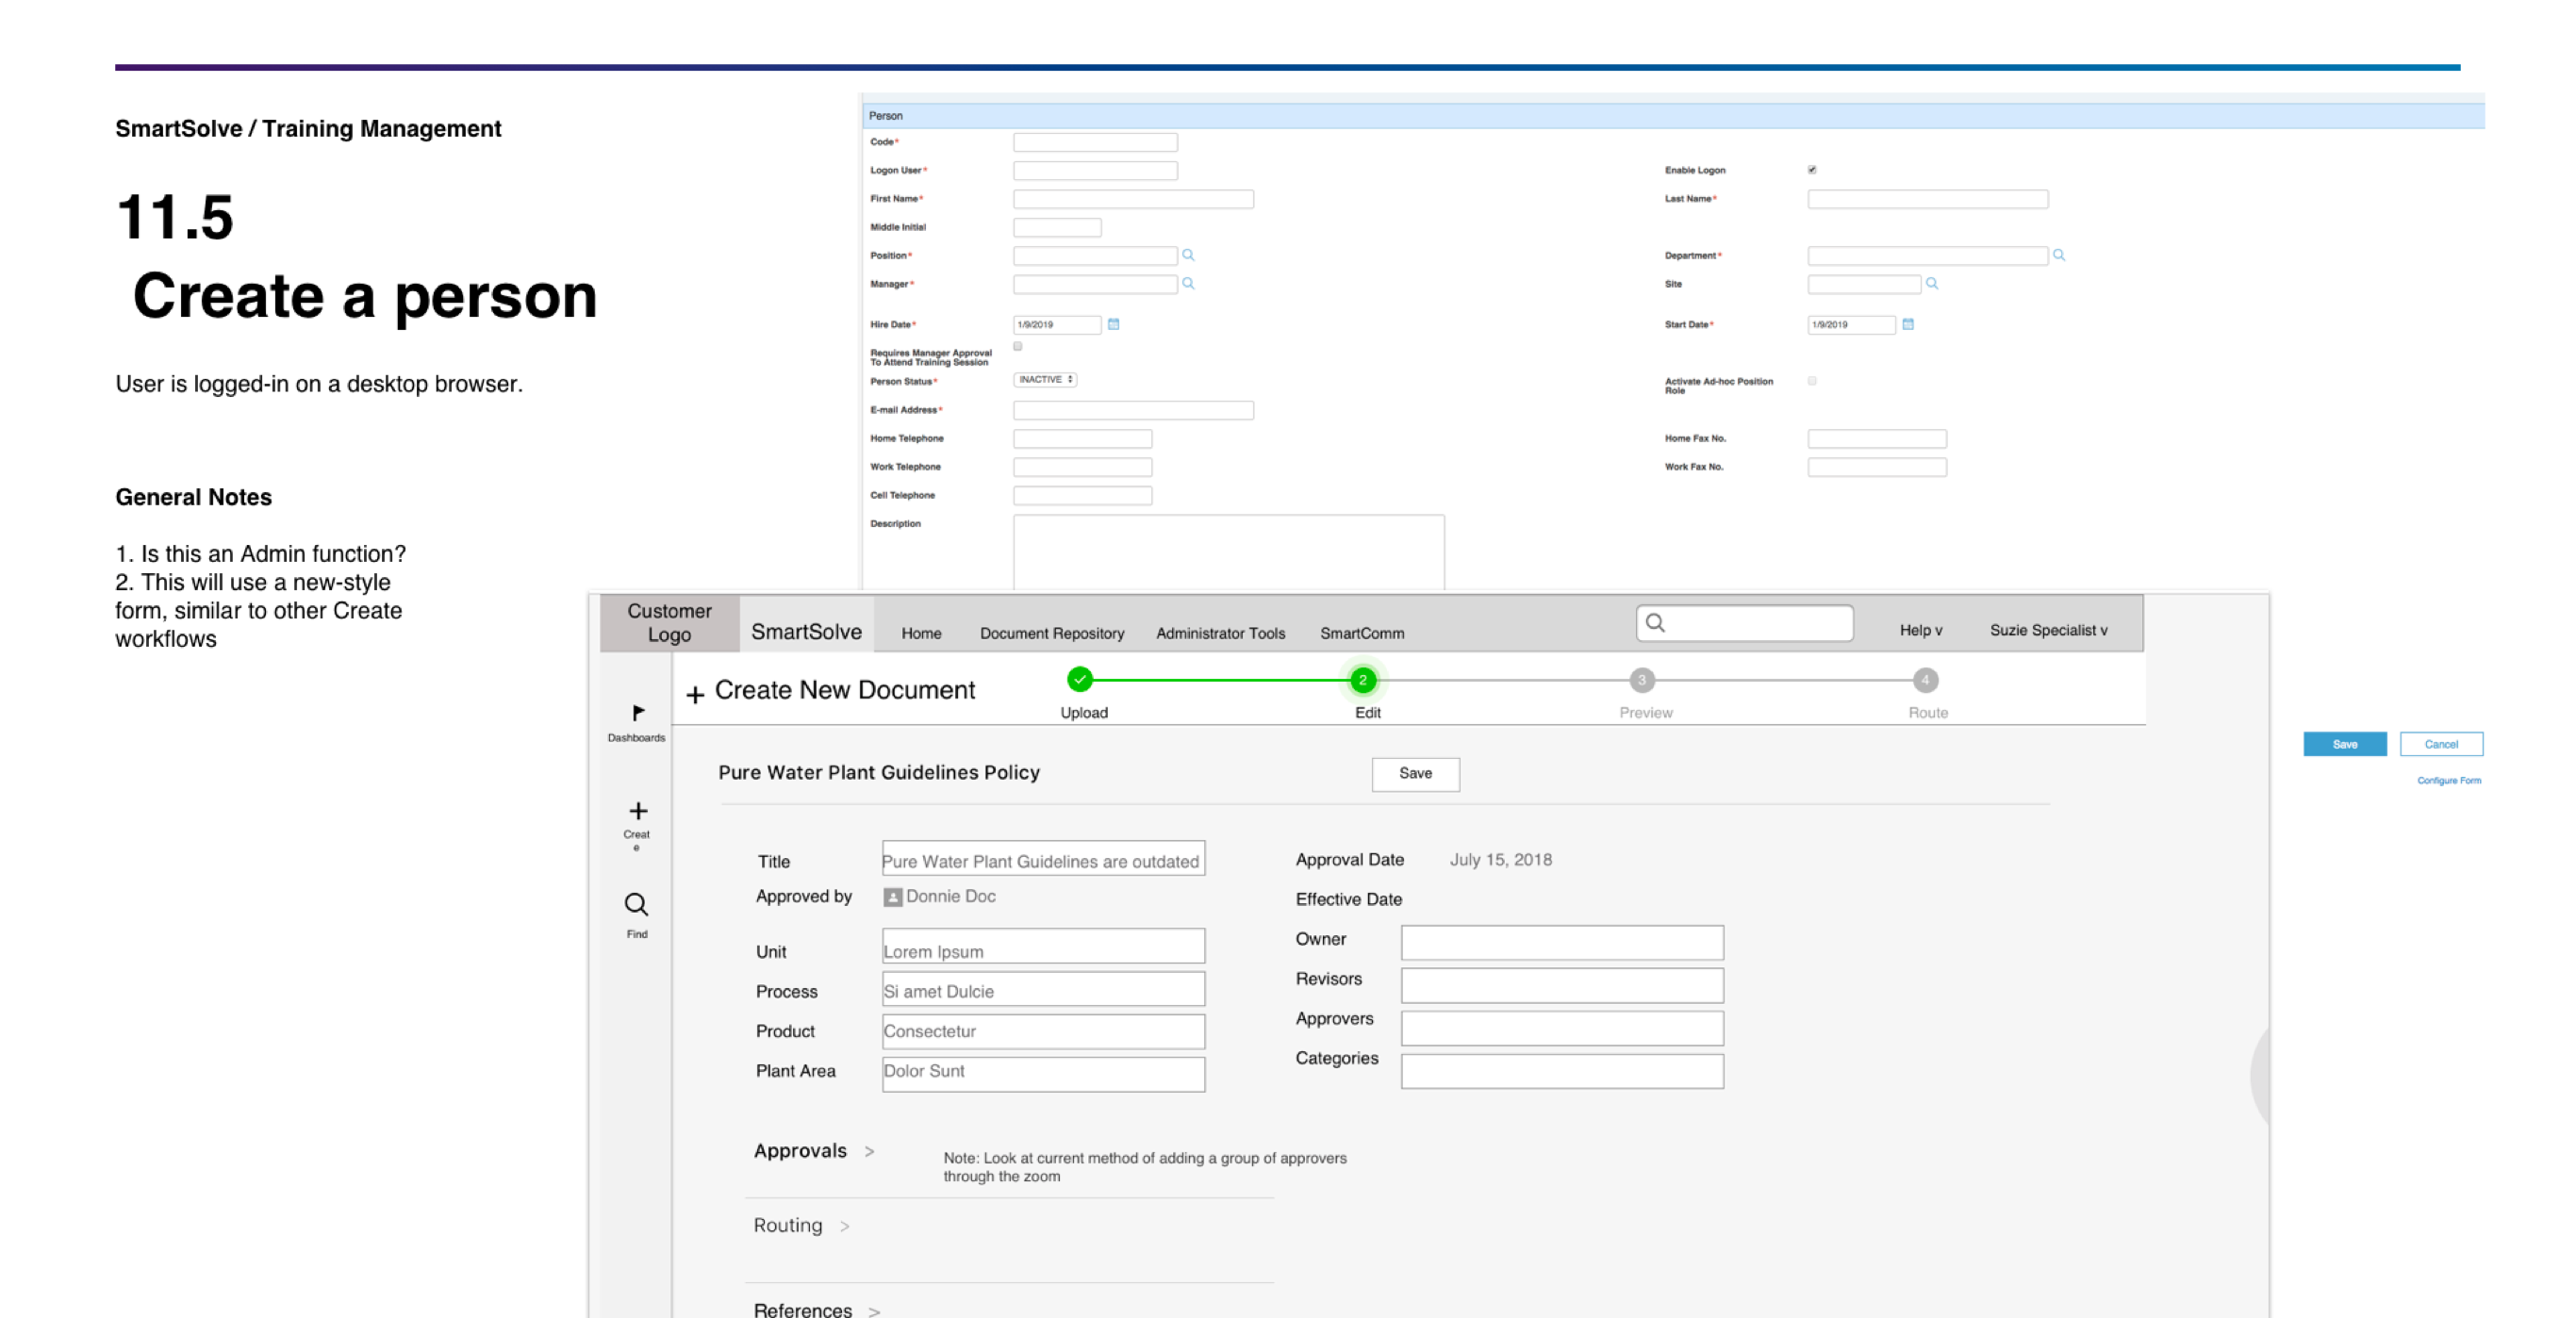 SmartSolve / Training Management
11.5
Create a person
User is logged-in on a desktop browser.
General Notes
1. Is this an Admin function?
2. This will use a new-style
form, similar to other Create
workflows
Person
Code*
Logon User*
Enable Logon
First Name*
Last Name*
Middle Initial
Position*
Department*
Manager*
Site
Hire Date*
1/9/2019
Start Date*
1/9/2019
Requires Manager Approval
To Attend Training Session
Person Status*
INACTIVE
Activate Ad-hoc Position
Role
E-mail Address*
Home Telephone
Home Fax No.
Work Telephone
Work Fax No.
Cell Telephone
Description
Customer
Logo
SmartSolve
Home
Document Repository
Administrator Tools
SmartComm
Help v
Suzie Specialist v
+ Create New Document
Upload
2
Edit
3
Preview
4
Route
Dashboards
Creat
e
Find
Save
Cancel
Configure Form
Pure Water Plant Guidelines Policy
Save
Title
Pure Water Plant Guidelines are outdated
Approval Date
July 15, 2018
Approved by
Donnie Doc
Effective Date
Unit
Lorem Ipsum
Owner
Process
Si amet Dulcie
Revisors
Product
Consectetur
Approvers
Plant Area
Dolor Sunt
Categories
Approvals >
Note: Look at current method of adding a group of approvers
through the zoom
Routing >
References >